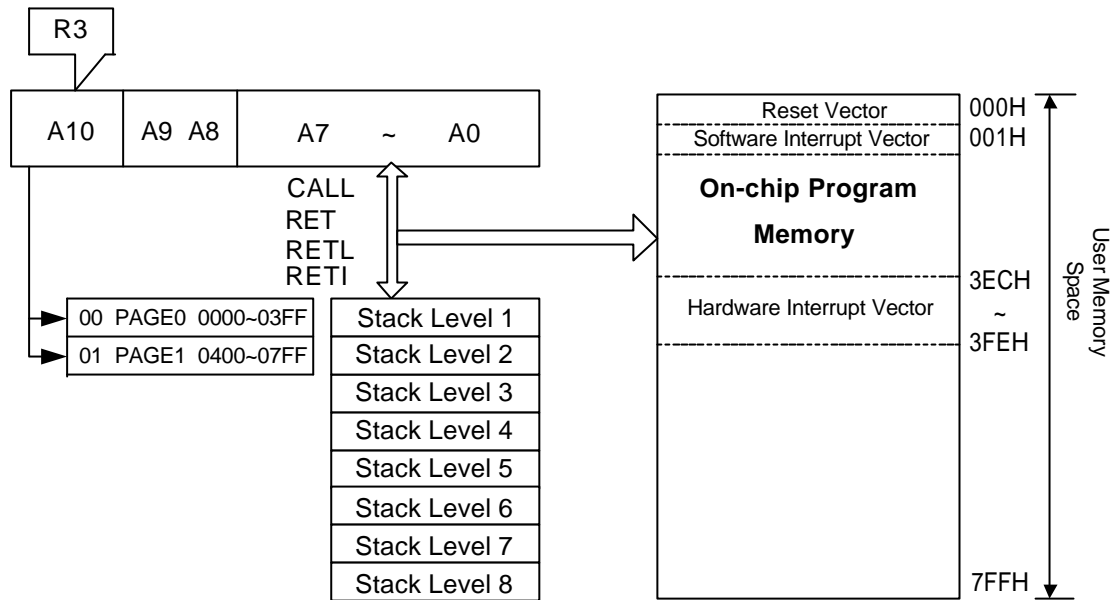 R3
A10
A9 A8
A7 ~ A0
CALL
RET
RETL
RETI
00 PAGE0 0000~03FF
01 PAGE1 0400~07FF
Stack Level 1
Stack Level 2
Stack Level 3
Stack Level 4
Stack Level 5
Stack Level 6
Stack Level 7
Stack Level 8
Reset Vector
000H
Software Interrupt Vector
001H
On-chip Program
Memory
3ECH
Hardware Interrupt Vector
~
3FEH
7FFH
User Memory
Space